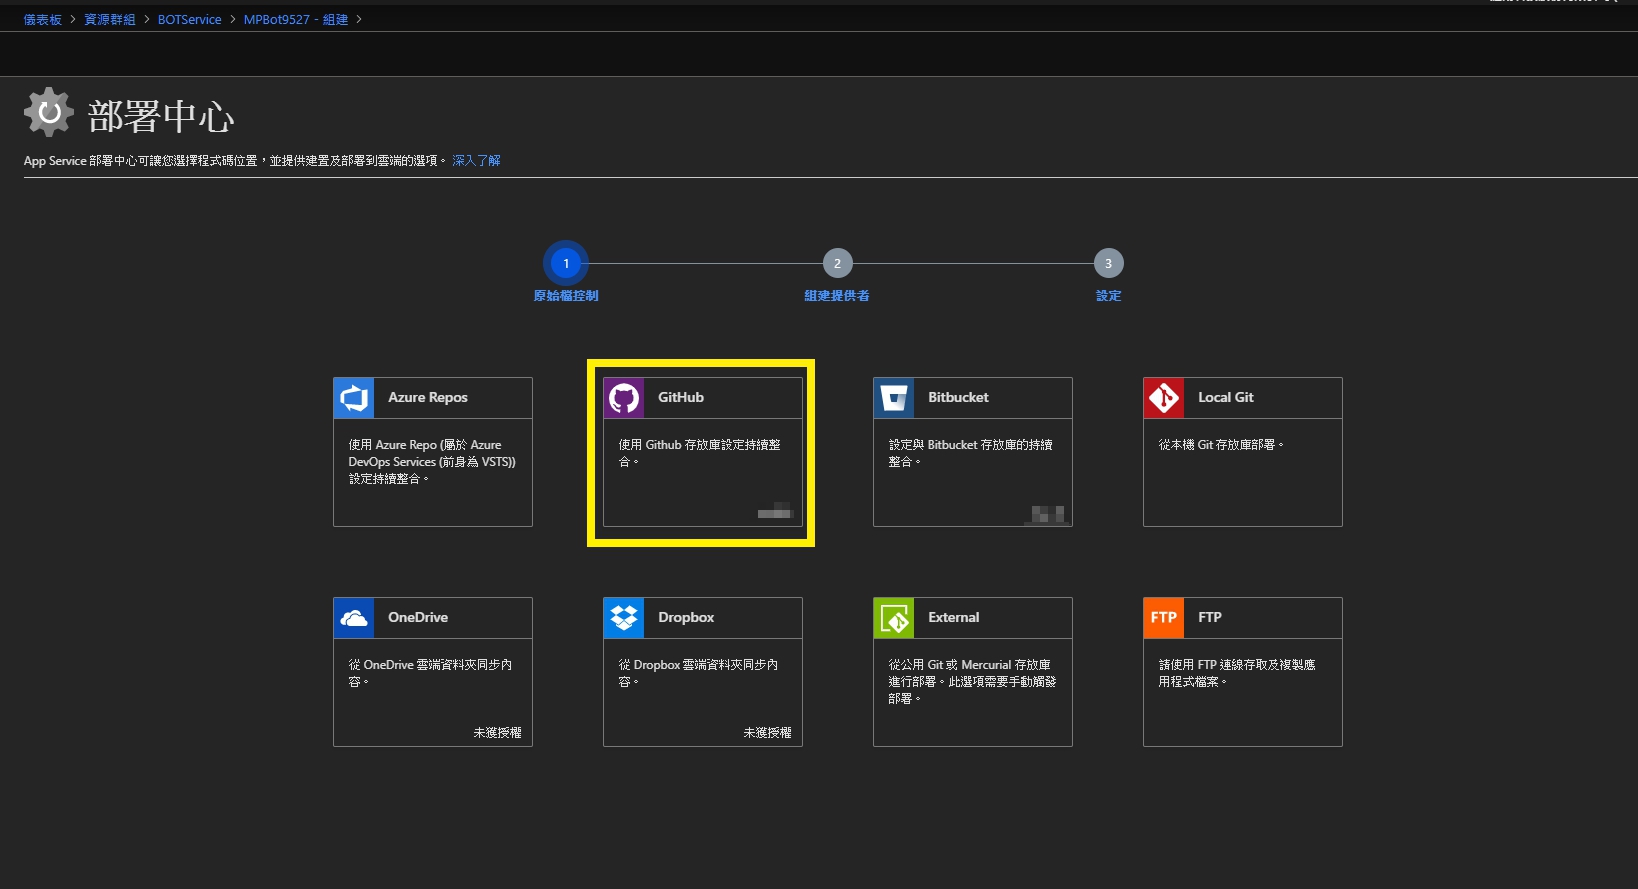 儀表板 > 資源群組 > BOTService > MPBot9527 - 組建 >
部署中心
App Service 部署中心可讓您選擇程式碼位置，並提供建置及部署到雲端的選項。 深入了解
1
2
3
原始檔控制
組建提供者
設定
Azure Repos
使用 Azure Repo (屬於 Azure
DevOps Services (前身為 VSTS))
設定持續整合。
GitHub
使用 Github 存放庫設定持續整
合。
Bitbucket
設定與 Bitbucket 存放庫的持續
整合。
Local Git
從本機 Git 存放庫部署。
OneDrive
從 OneDrive 雲端資料夾同步內
容。
未獲授權
Dropbox
從 Dropbox 雲端資料夾同步內
容。
未獲授權
External
從公用 Git 或 Mercurial 存放庫
進行部署。此選項需要手動觸發
部署。
FTP
FTP
請使用 FTP 連線存取及複製應
用程式檔案。